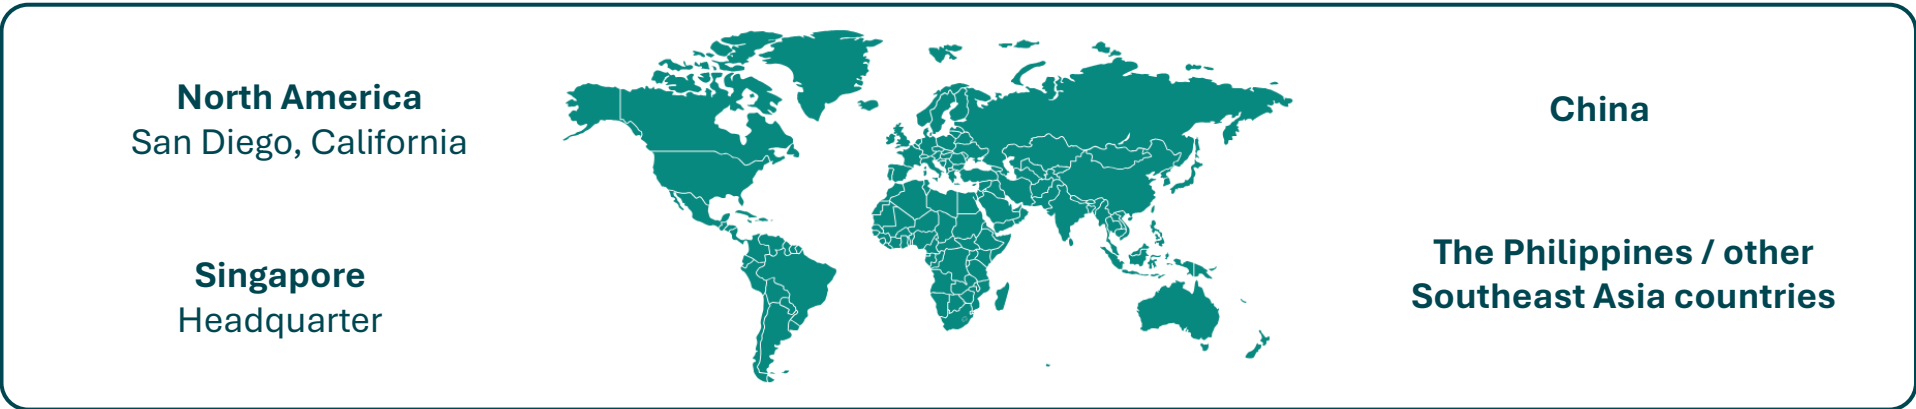 North America
San Diego, California
Singapore
Headquarter
China
The Philippines / other
Southeast Asia countries